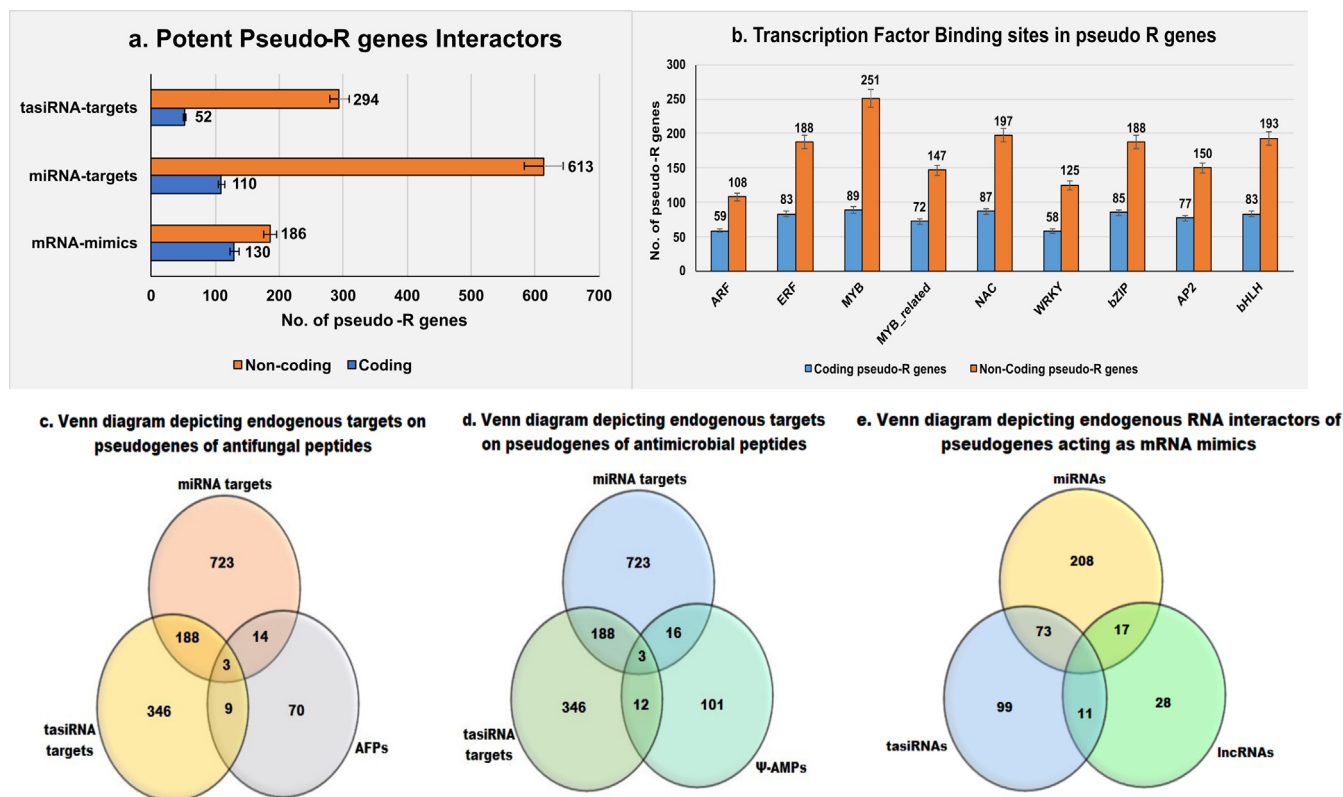 a. Potent Pseudo-R genes Interactors
tasiRNA-targets
294
52
miRNA-targets
613
110
mRNA-mimics
186
130
0 100 200 300 400 500 600 700
No. of pseudo -R genes
Non-coding Coding
b. Transcription Factor Binding sites in pseudo R genes
No. of pseudo-R genes
300
250
200
150
100
50
0
59 108
83 188
89 251
72 147
87 197
58 125
85 188
77 150
83 193
ARF ERF MYB MYB_related NAC WRKY bZIP AP2 bHLH
Coding pseudo-R genes Non-Coding pseudo-R genes
c. Venn diagram depicting endogenous targets on
pseudogenes of antifungal peptides
miRNA targets
723
188
14
3
346
9
70
tasiRNA
targets
AFPs
d. Venn diagram depicting endogenous targets
on pseudogenes of antimicrobial peptides
miRNA targets
723
188
16
3
346
12
101
tasiRNA
targets
Ψ-AMPs
e. Venn diagram depicting endogenous RNA interactors of
pseudogenes acting as mRNA mimics
miRNAs
208
73
17
99
11
28
tasiRNAs
lncRNAs